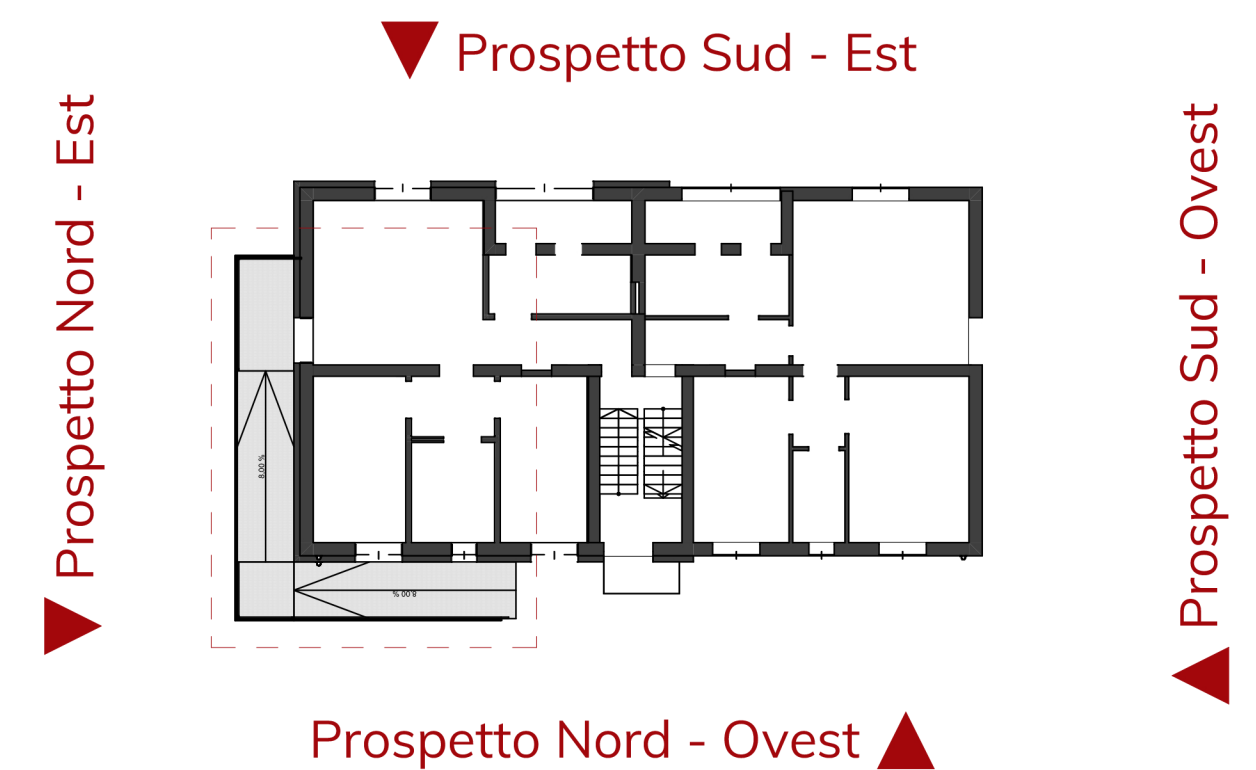 Prospetto Sud - Est
Prospetto Nord - Est
Prospetto Sud - Ovest
8.00 %
8.00 %
Prospetto Nord - Ovest